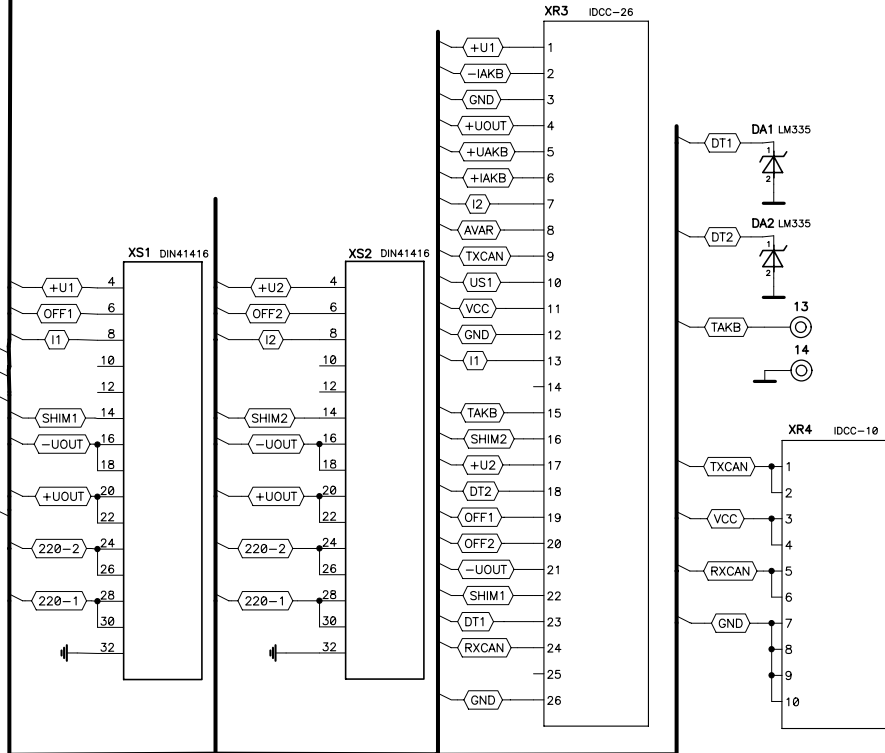 XR3 IDCC-26
+U1 1
-IAKB 2
GND 3
+UOUT 4
+UAKB 5
+IAKB 6
I2 7
AVAR 8
TXCAN 9
US1 10
VCC 11
GND 12
I1 13
14
TAKB 15
SHIM2 16
+U2 17
DT2 18
OFF1 19
OFF2 20
-UOUT 21
SHIM1 22
DT1 23
RXCAN 24
25
GND 26
XS1 DIN41416
+U1 4
OFF1 6
I1 8
10
12
SHIM1 14
-UOUT 16
18
+UOUT 20
22
220-2 24
26
220-1 28
30
32
XS2 DIN41416
+U2 4
OFF2 6
I2 8
10
12
SHIM2 14
-UOUT 16
18
+UOUT 20
22
220-2 24
26
220-1 28
30
32
DA1 LM335
DT1 1
2
DA2 LM335
DT2 1
2
13
TAKB
14
XR4 IDCC-10
TXCAN 1
2
VCC 3
4
RXCAN 5
6
GND 7
8
9
10